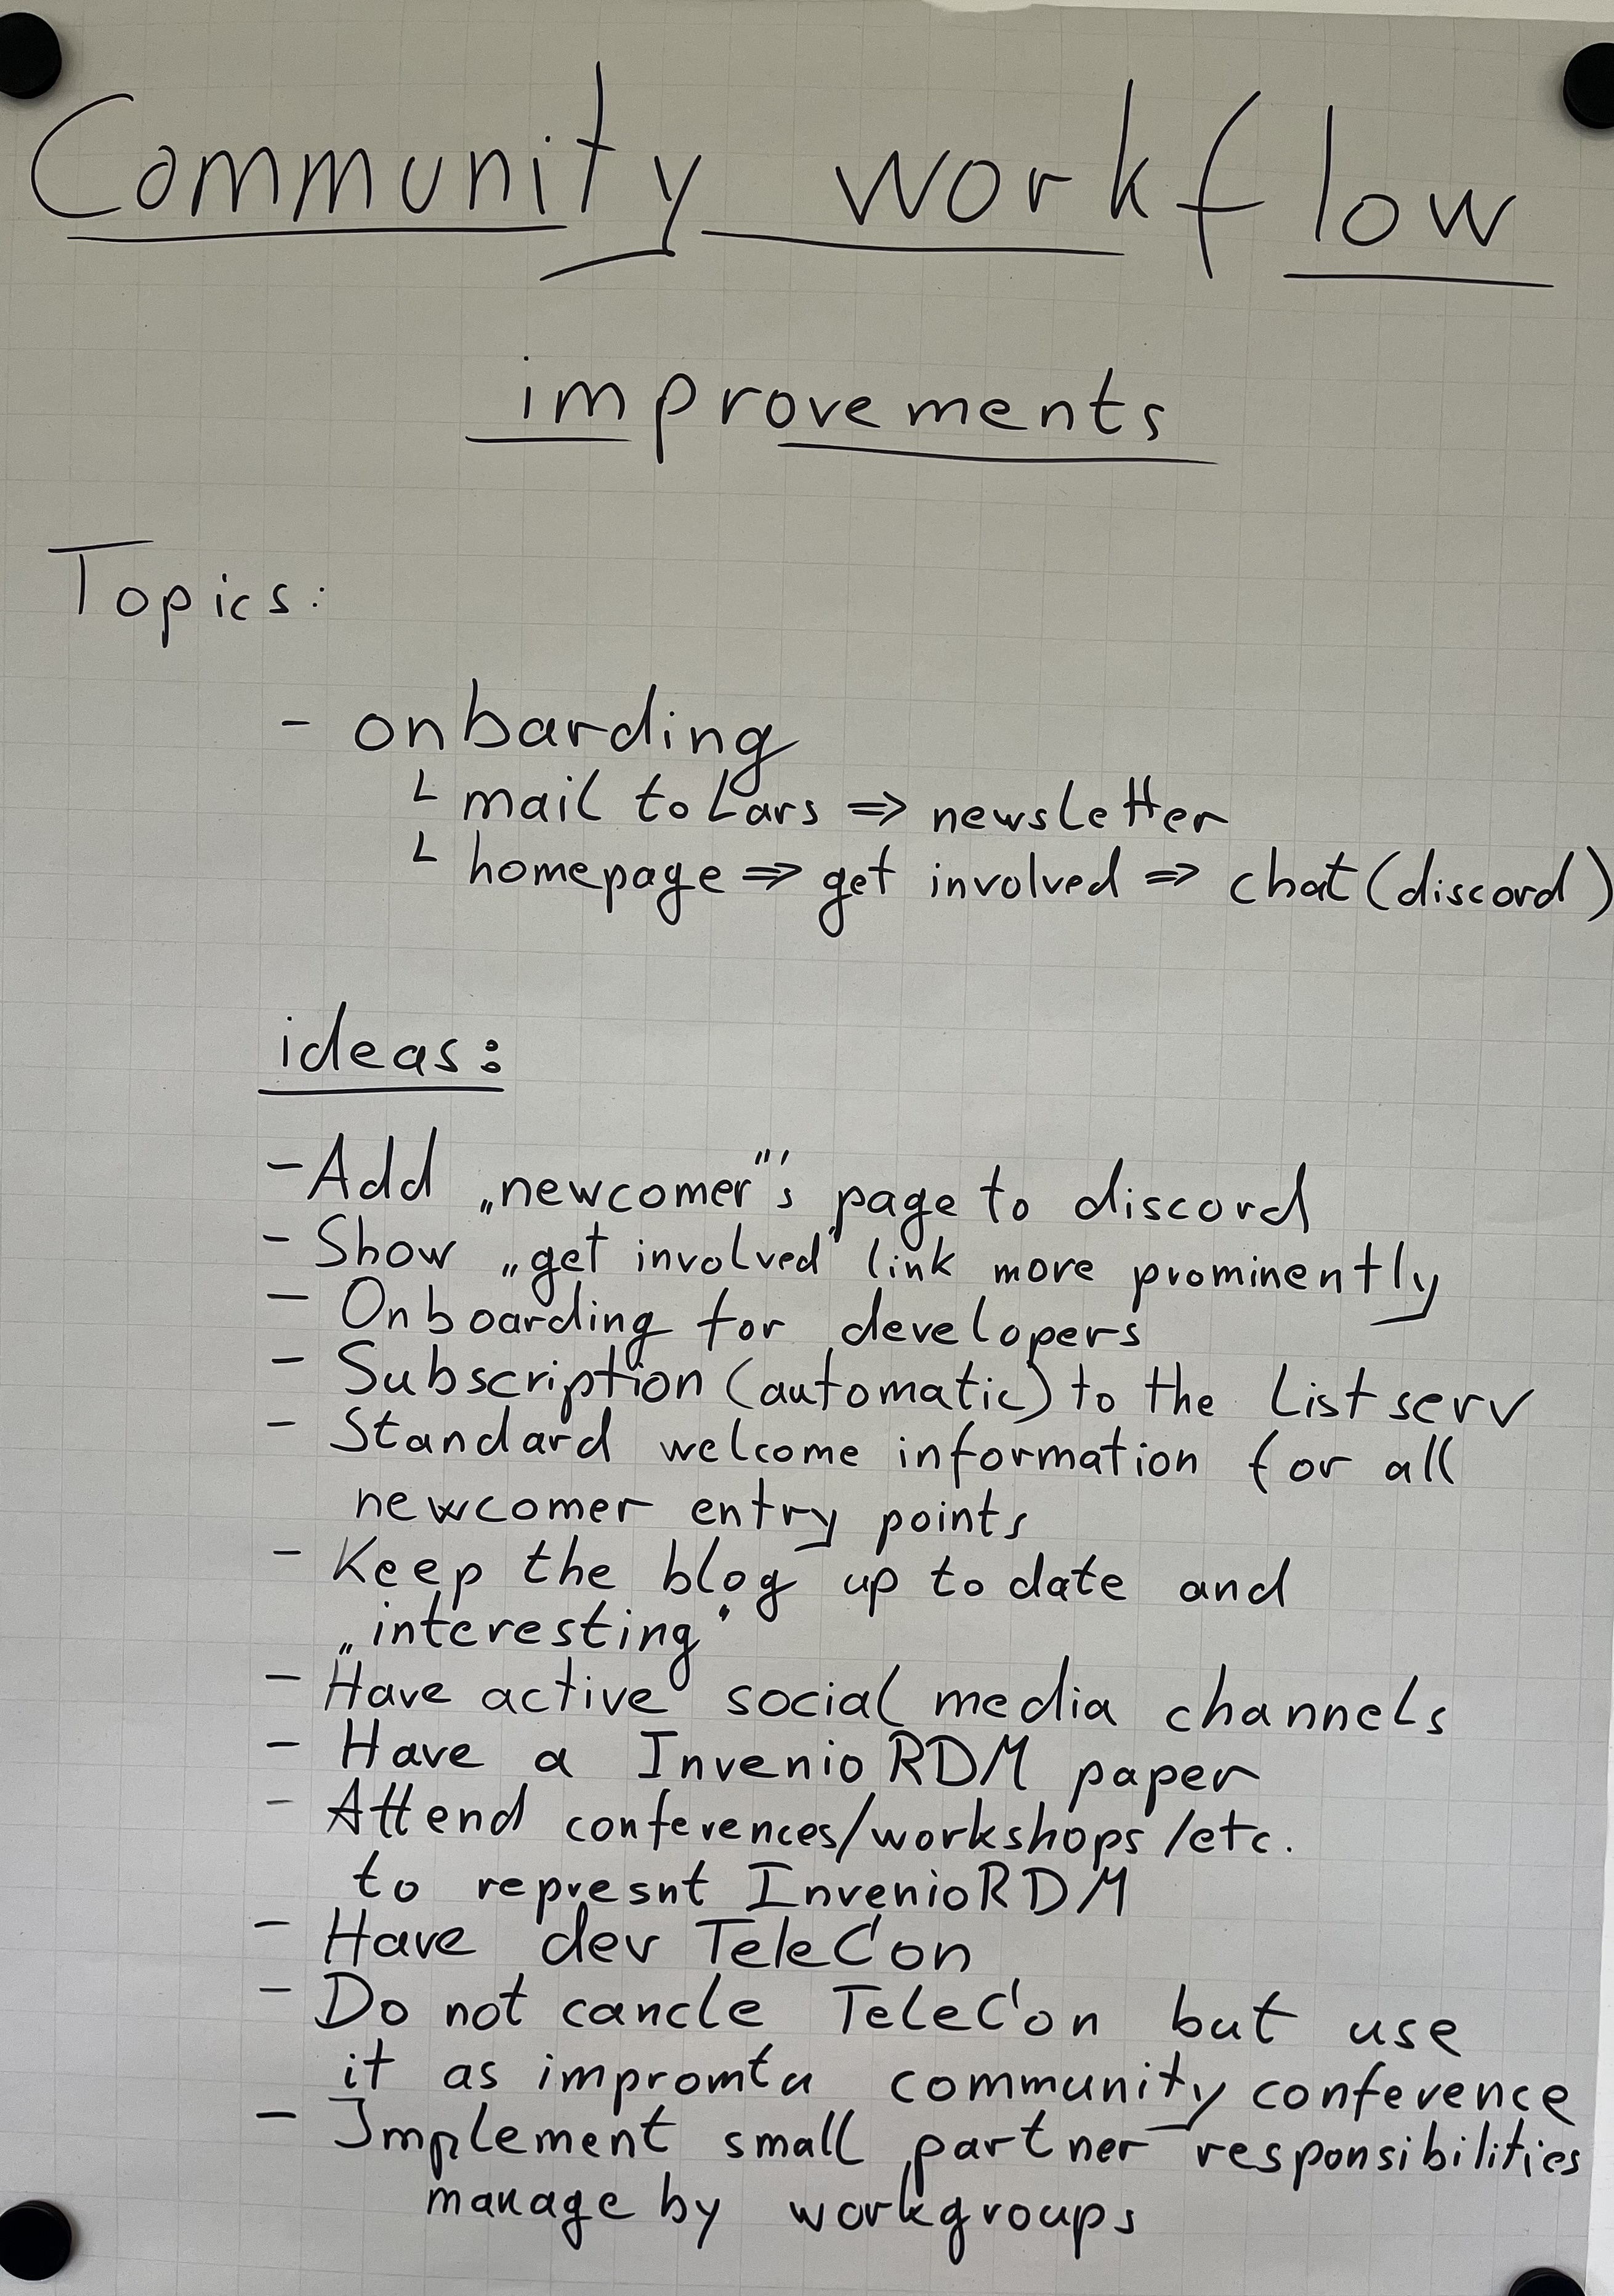 Community workflow
improvements
Topics:
- onbarding
└ mail to Lars => newsletter
└ homepage => get involved => chat (discord)
ideas:
- Add „newcomer"'s page to discord
- Show „get involved" link more prominently
- Onboarding for developers
- Subscription (automatic) to the Listserv
- Standard welcome information for all
newcomer entry points
- Keep the blog up to date and
„interesting"
- Have active social media channels
- Have a InvenioRDM paper
- Attend conferences/workshops/etc.
to represnt InvenioRDM
- Have dev TeleCon
- Do not cancle TeleCon but use
it as impromtu community conference
- Implement small partner responsibilities
manage by workgroups